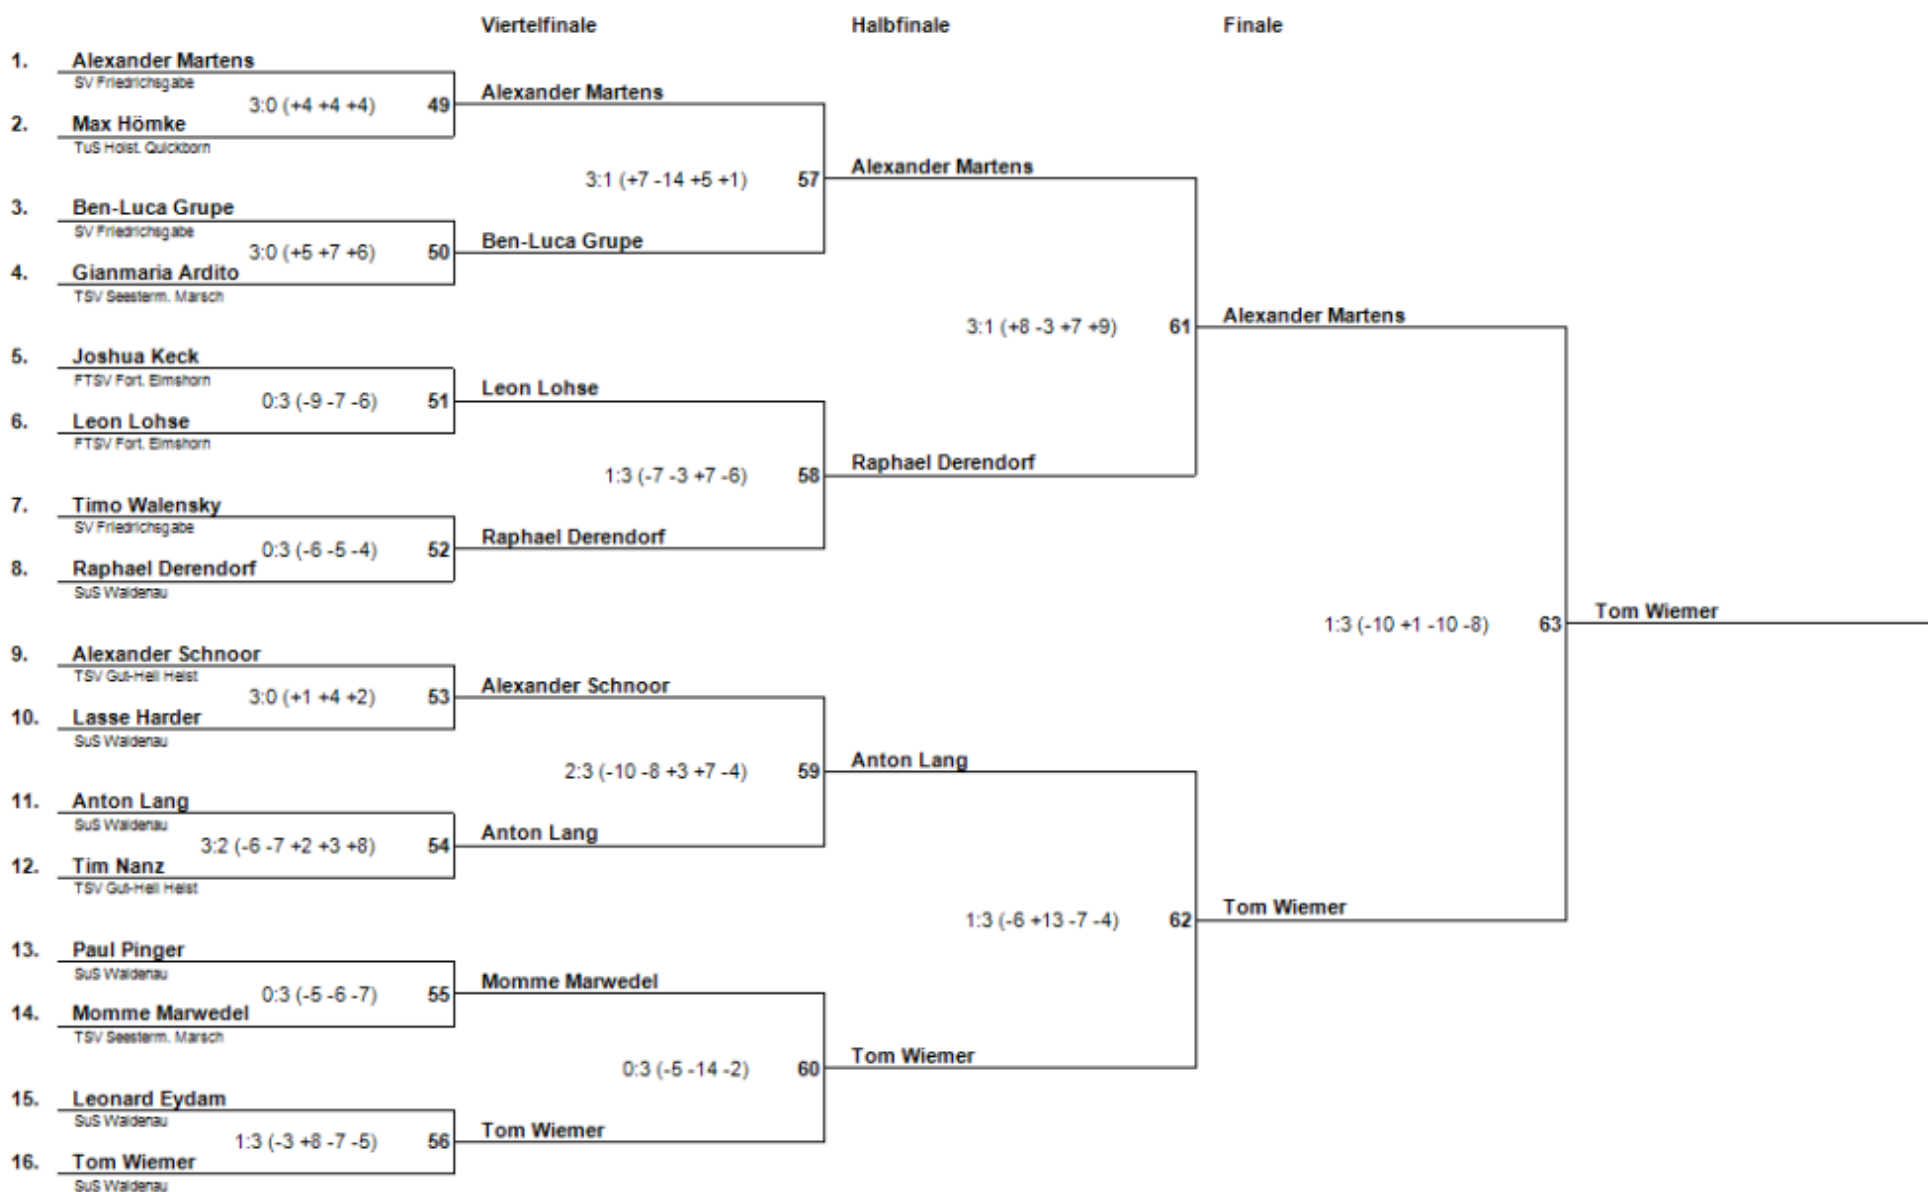 Viertelfinale Halbfinale Finale
1. Alexander Martens
SV Friedrichsgabe
3:0 (+4 +4 +4) 49 Alexander Martens
2. Max Hömke
TuS Holst. Quickborn
3:1 (+7 -14 +5 +1) 57 Alexander Martens
3. Ben-Luca Grupe
SV Friedrichsgabe
3:0 (+5 +7 +6) 50 Ben-Luca Grupe
4. Gianmaria Ardito
TSV Seesterm. Marsch
3:1 (+8 -3 +7 +9) 61 Alexander Martens
5. Joshua Keck
FTSV Fort. Elmshorn
0:3 (-9 -7 -6) 51 Leon Lohse
6. Leon Lohse
FTSV Fort. Elmshorn
1:3 (-7 -3 +7 -6) 58 Raphael Derendorf
7. Timo Walensky
SV Friedrichsgabe
0:3 (-6 -5 -4) 52 Raphael Derendorf
8. Raphael Derendorf
SuS Waldenau
1:3 (-10 +1 -10 -8) 63 Tom Wiemer
9. Alexander Schnoor
TSV Gut-Heil Heist
3:0 (+1 +4 +2) 53 Alexander Schnoor
10. Lasse Harder
SuS Waldenau
2:3 (-10 -8 +3 +7 -4) 59 Anton Lang
11. Anton Lang
SuS Waldenau
3:2 (-6 -7 +2 +3 +8) 54 Anton Lang
12. Tim Nanz
TSV Gut-Heil Heist
1:3 (-6 +13 -7 -4) 62 Tom Wiemer
13. Paul Pinger
SuS Waldenau
0:3 (-5 -6 -7) 55 Momme Marwedel
14. Momme Marwedel
TSV Seesterm. Marsch
0:3 (-5 -14 -2) 60 Tom Wiemer
15. Leonard Eydam
SuS Waldenau
1:3 (-3 +8 -7 -5) 56 Tom Wiemer
16. Tom Wiemer
SuS Waldenau